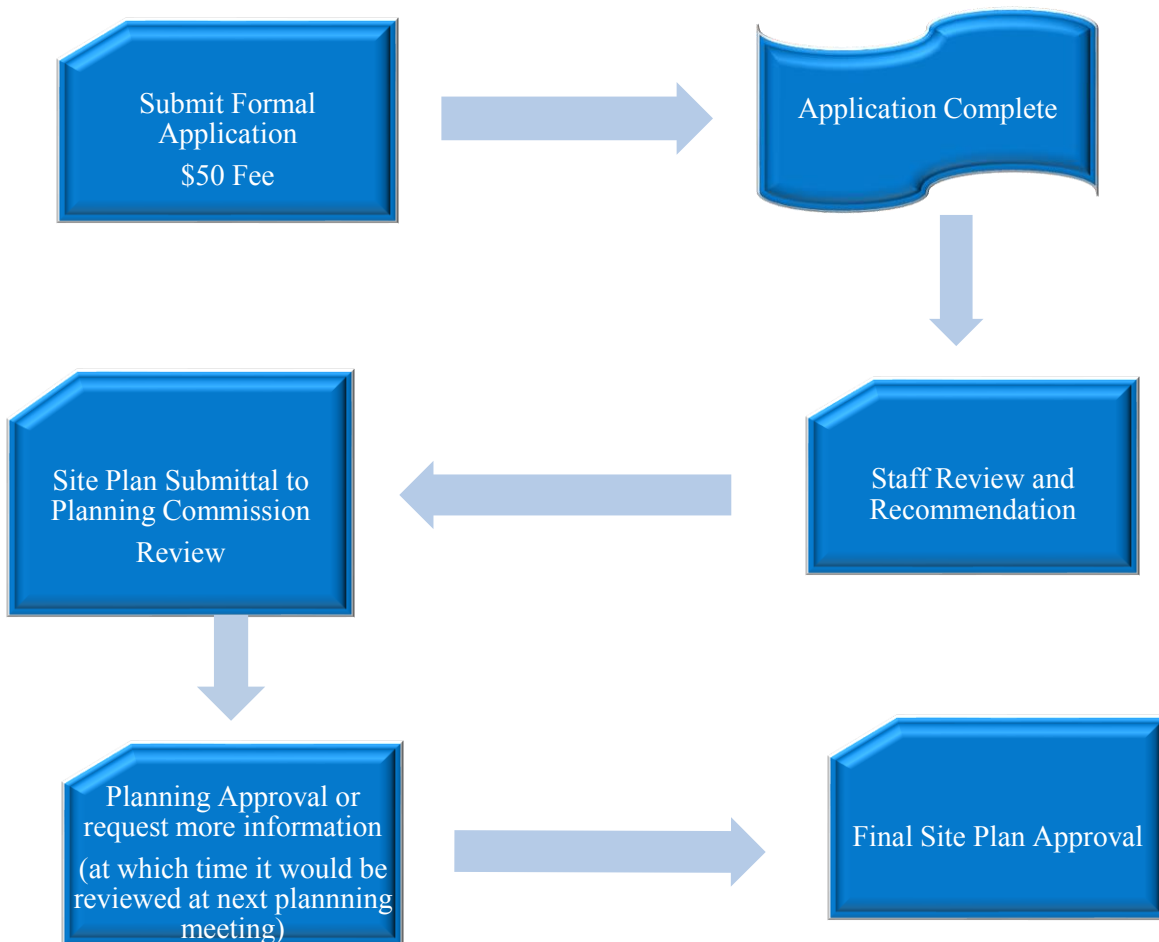 Submit Formal
Application
$50 Fee
Application Complete
Staff Review and
Recommendation
Site Plan Submittal to
Planning Commission
Review
Planning Approval or
request more information
(at which time it would be
reviewed at next plannning
meeting)
Final Site Plan Approval